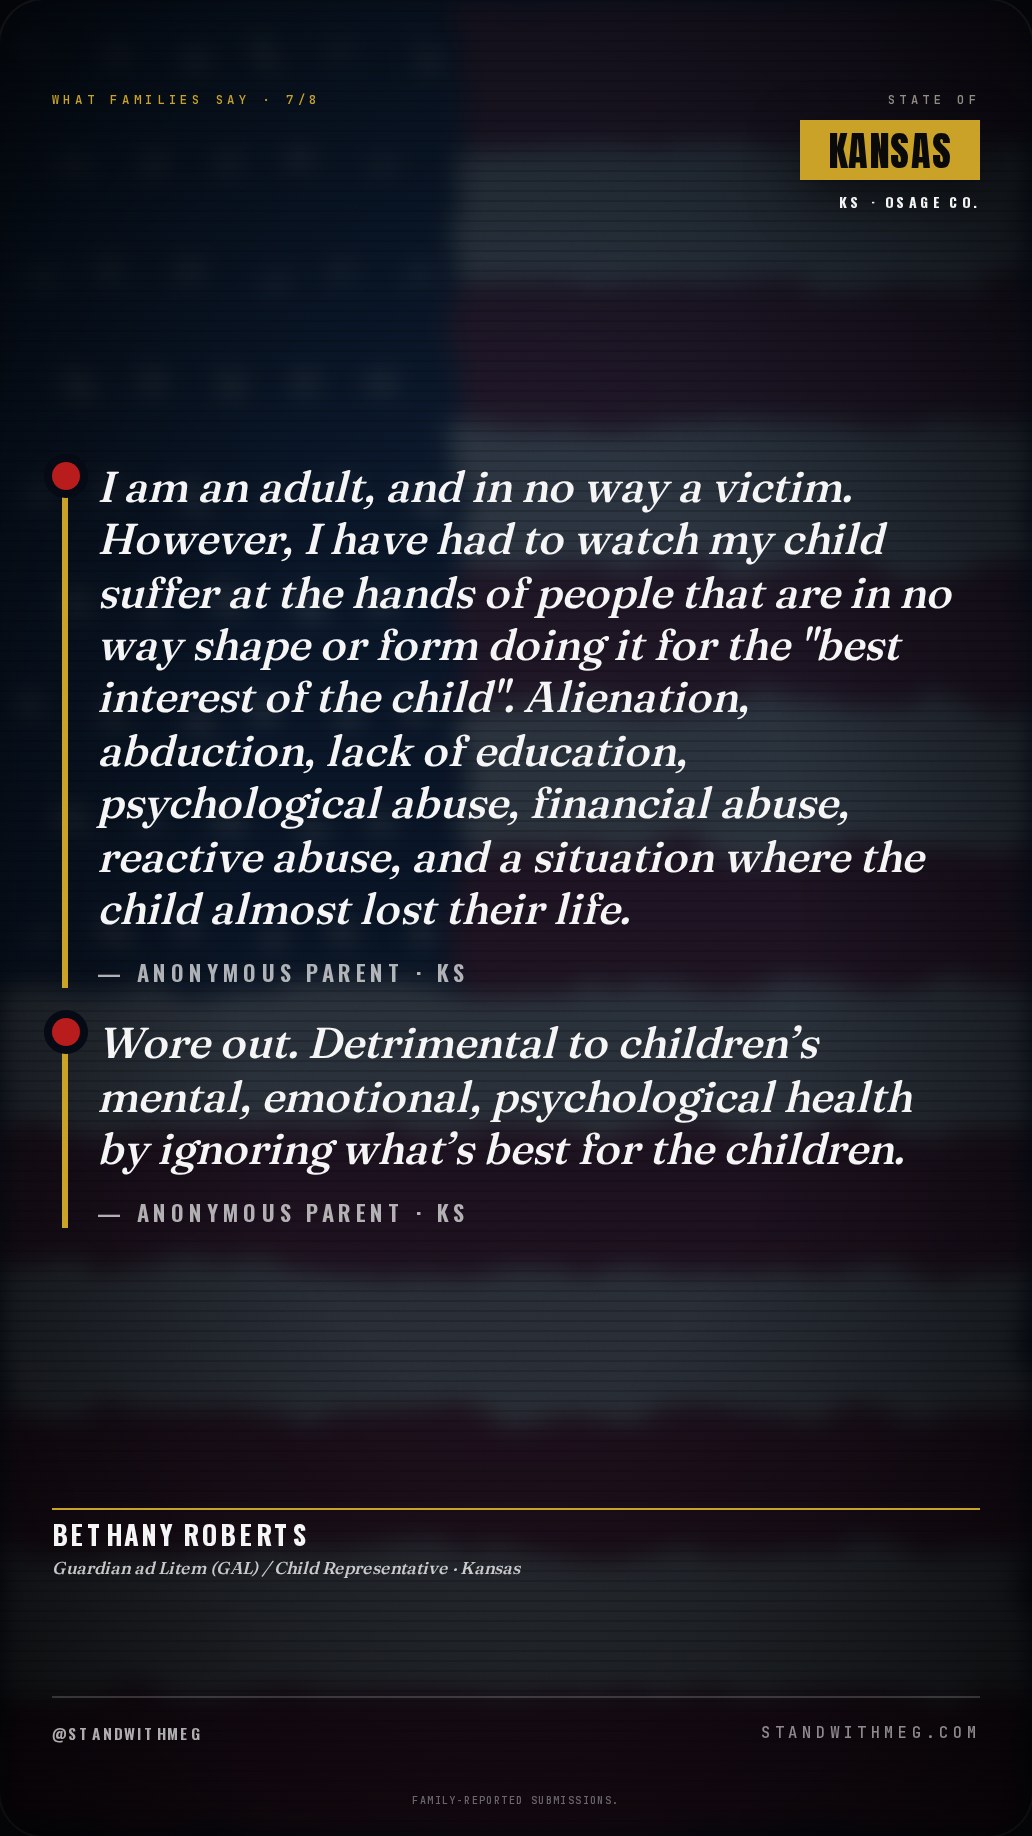 WHAT FAMILIES SAY · 7/8
STATE OF
KANSAS
KS · OSAGE CO.
I am an adult, and in no way a victim.
However, I have had to watch my child
suffer at the hands of people that are in no
way shape or form doing it for the "best
interest of the child". Alienation,
abduction, lack of education,
psychological abuse, financial abuse,
reactive abuse, and a situation where the
child almost lost their life.
— ANONYMOUS PARENT · KS
Wore out. Detrimental to children’s
mental, emotional, psychological health
by ignoring what’s best for the children.
— ANONYMOUS PARENT · KS
BETHANY ROBERTS
Guardian ad Litem (GAL) / Child Representative · Kansas
@STANDWITHMEG
STANDWITHMEG.COM
FAMILY-REPORTED SUBMISSIONS.